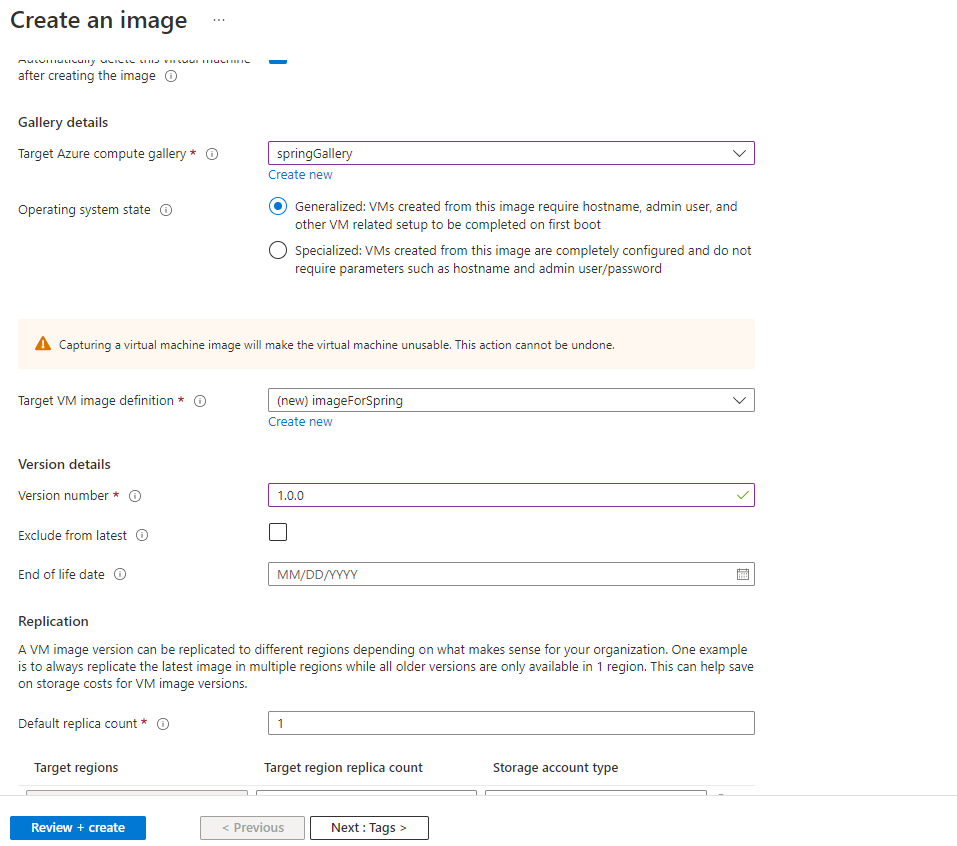 Create an image ...
Automatically delete this virtual machine
after creating the image
Gallery details
Target Azure compute gallery *
springGallery
Create new
Operating system state
Generalized: VMs created from this image require hostname, admin user, and
other VM related setup to be completed on first boot
Specialized: VMs created from this image are completely configured and do not
require parameters such as hostname and admin user/password
Capturing a virtual machine image will make the virtual machine unusable. This action cannot be undone.
Target VM image definition *
(new) imageForSpring
Create new
Version details
Version number *
1.0.0
Exclude from latest
End of life date
MM/DD/YYYY
Replication
A VM image version can be replicated to different regions depending on what makes sense for your organization. One example
is to always replicate the latest image in multiple regions while all older versions are only available in 1 region. This can help save
on storage costs for VM image versions.
Default replica count *
1
Target regions
Target region replica count
Storage account type
Review + create
< Previous
Next : Tags >